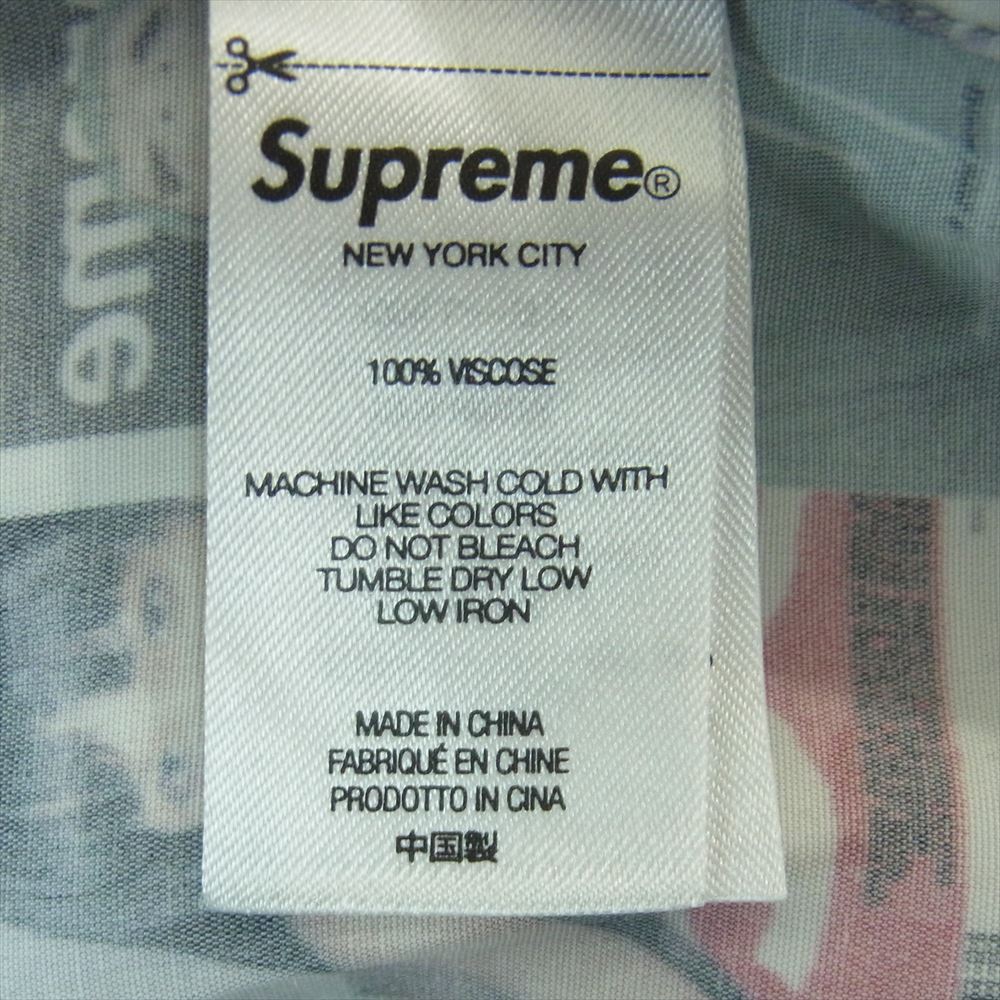 Supreme®
NEW YORK CITY
100% VISCOSE
MACHINE WASH COLD WITH
LIKE COLORS
DO NOT BLEACH
TUMBLE DRY LOW
LOW IRON
MADE IN CHINA
FABRIQUÉ EN CHINE
PRODOTTO IN CINA
中国製